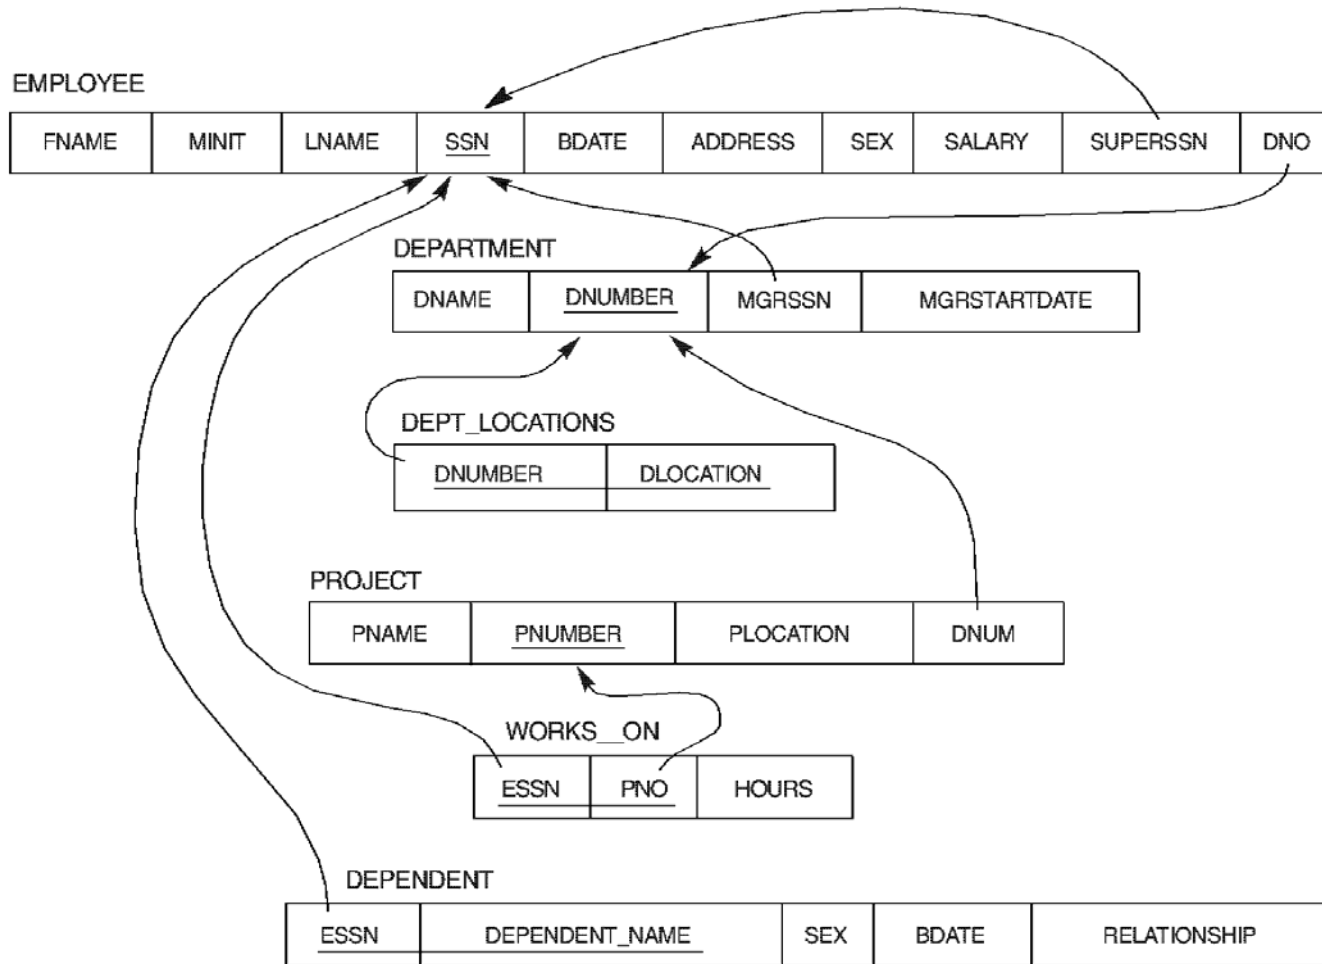 EMPLOYEE
FNAME MINIT LNAME SSN BDATE ADDRESS SEX SALARY SUPERSSN DNO
DEPARTMENT
DNAME DNUMBER MGRSSN MGRSTARTDATE
DEPT_LOCATIONS
DNUMBER DLOCATION
PROJECT
PNAME PNUMBER PLOCATION DNUM
WORKS__ON
ESSN PNO HOURS
DEPENDENT
ESSN DEPENDENT_NAME SEX BDATE RELATIONSHIP